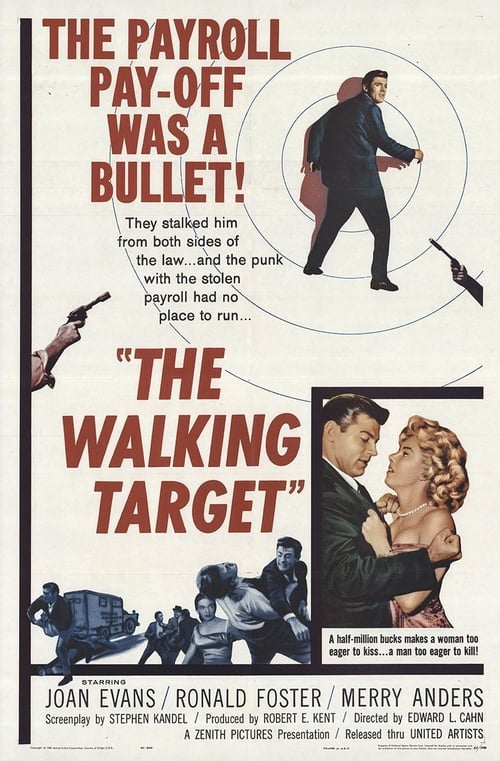 THE PAYROLL
PAY-OFF
WAS A
BULLET!
They stalked him
from both sides of
the law...and the punk
with the stolen
payroll had no
place to run...
"THE
WALKING
TARGET"
A half-million bucks makes a woman too
eager to kiss...a man too eager to kill!
STARRING
JOAN EVANS / RONALD FOSTER / MERRY ANDERS
Screenplay by STEPHEN KANDEL / Produced by ROBERT E. KENT / Directed by EDWARD L. CAHN
A ZENITH PICTURES Presentation / Released thru UNITED ARTISTS